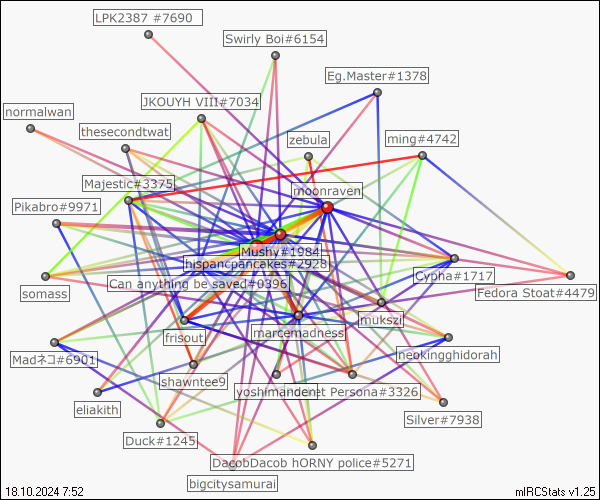 LPK2387 #7690
Swirly Boi#6154
Eg.Master#1378
JKOUYH VIII#7034
normalwan
thesecondtwat
ming#4742
zebula
Majestic#3375
moonraven
Pikabro#9971
Mushy#1984
hispancpancakes#2928
Cypha#1717
Can anything be saved#0396
somass
Fedora Stoat#4479
mukszi
marcemadness
frisouti
Madネコ#6901
neokingghidorah
shawntee9
yoshimandenet Persona#3326
eliakith
Silver#7938
Duck#1245
DacobDacob hORNY police#5271
bigcitysamurai
18.10.2024 7:52
mIRCStats v1.25